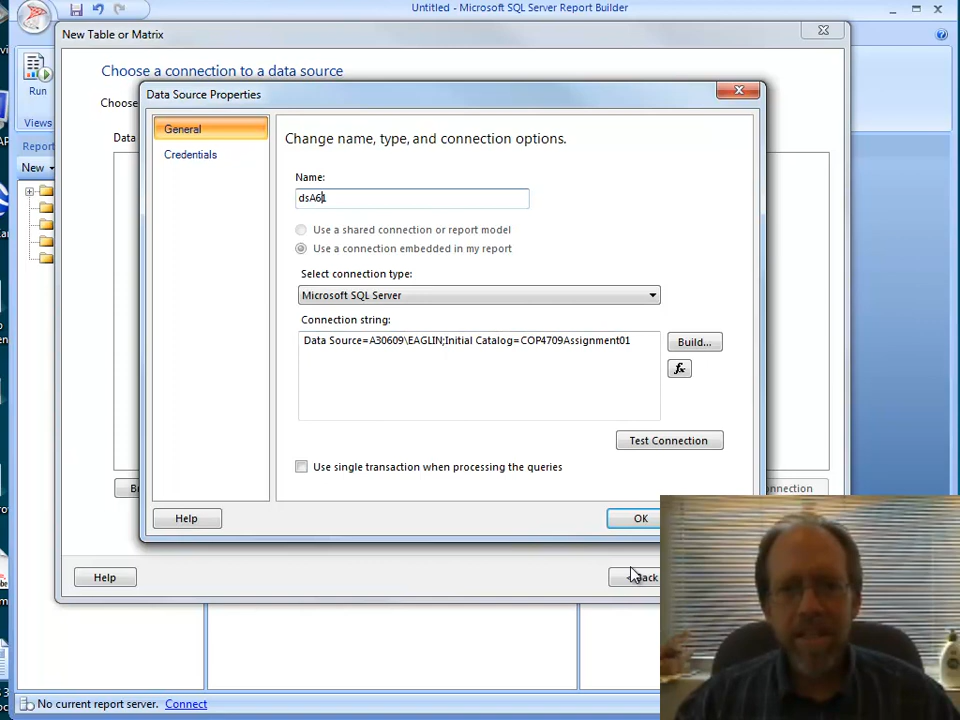 Untitled - Microsoft SQL Server Report Builder
New Table or Matrix
Choose a connection to a data source
Run
Choose
Data Source Properties
General
Credentials
Change name, type, and connection options.
Views
Data
Report
New
Name:
dsA61
Use a shared connection or report model
Use a connection embedded in my report
Select connection type:
Microsoft SQL Server
Connection string:
Data Source=A30609\EAGLIN;Initial Catalog=COP4709Assignment01
Build...
fx
Test Connection
Use single transaction when processing the queries
nnection
Help
OK
Help
Back
No current report server. Connect